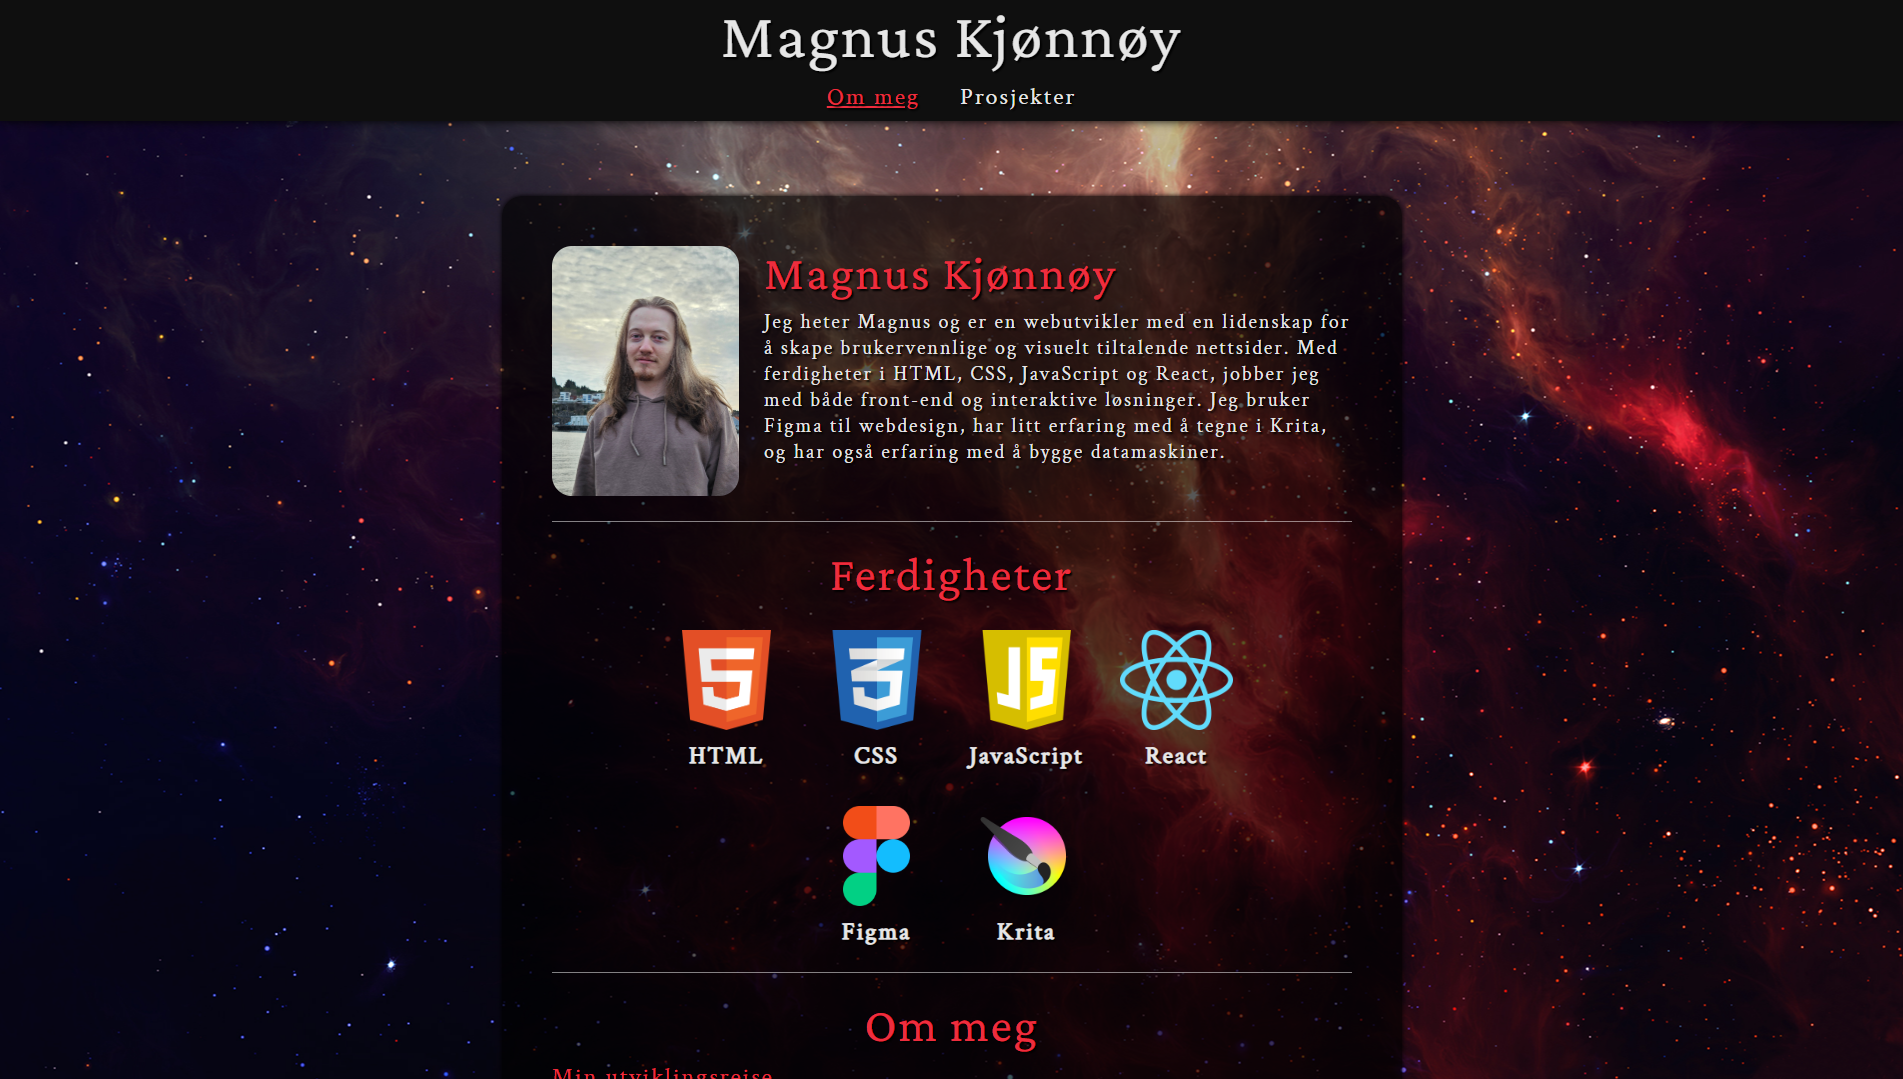 Magnus Kjønnøy
Om meg Prosjekter
Magnus Kjønnøy
Jeg heter Magnus og er en webutvikler med en lidenskap for
å skape brukervennlige og visuelt tiltalende nettsider. Med
ferdigheter i HTML, CSS, JavaScript og React, jobber jeg
med både front-end og interaktive løsninger. Jeg bruker
Figma til webdesign, har litt erfaring med å tegne i Krita,
og har også erfaring med å bygge datamaskiner.
Ferdigheter
5 3 JS
HTML CSS JavaScript React
Figma Krita
Om meg
Min utviklingsreise